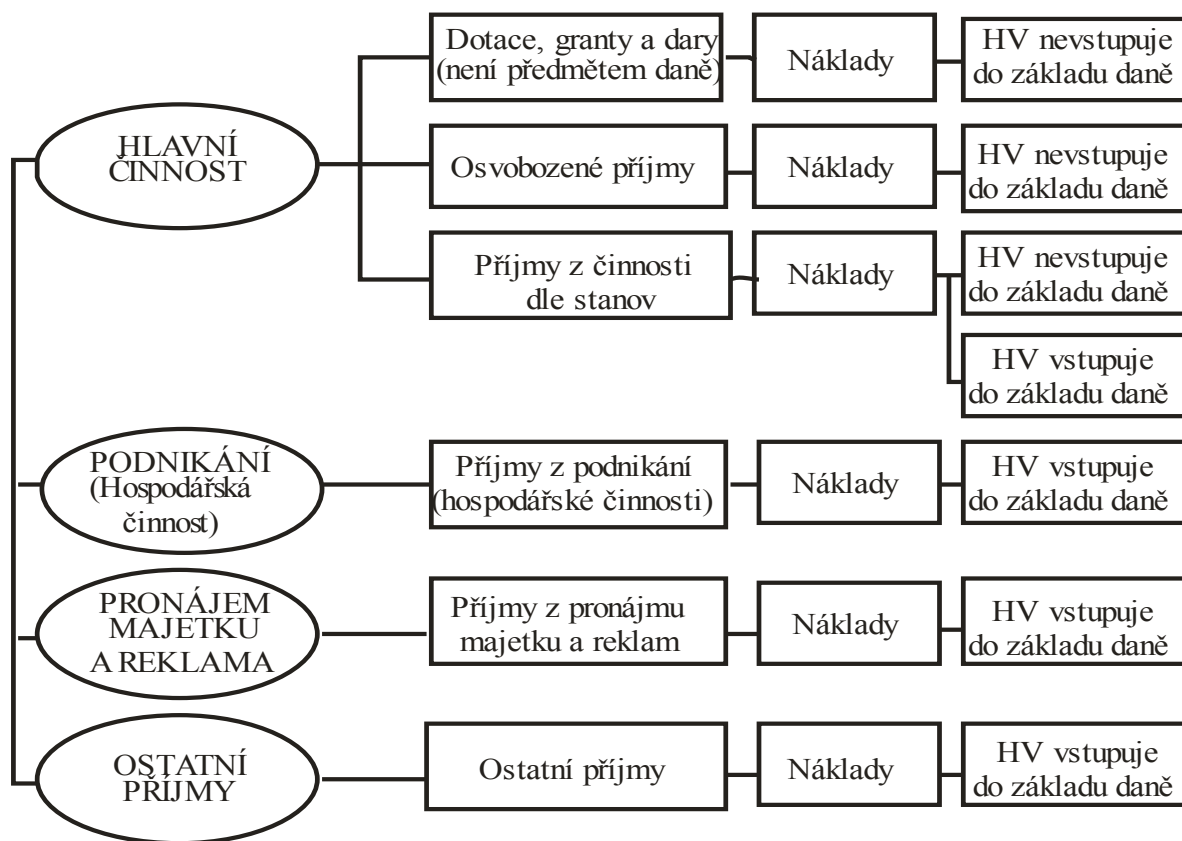 Dotace, granty a dary
(není předmětem daně)
Náklady
HV nevstupuje
do základu daně
HLAVNÍ
ČINNOST
Osvobozené příjmy
Náklady
HV nevstupuje
do základu daně
Příjmy z činnosti
dle stanov
Náklady
HV nevstupuje
do základu daně
HV vstupuje
do základu daně
PODNIKÁNÍ
(Hospodářská
činnost)
Příjmy z podnikání
(hospodářské činnosti)
Náklady
HV vstupuje
do základu daně
PRONÁJEM
MAJETKU
A REKLAMA
Příjmy z pronájmu
majetku a reklam
Náklady
HV vstupuje
do základu daně
OSTATNÍ
PŘÍJMY
Ostatní příjmy
Náklady
HV vstupuje
do základu daně